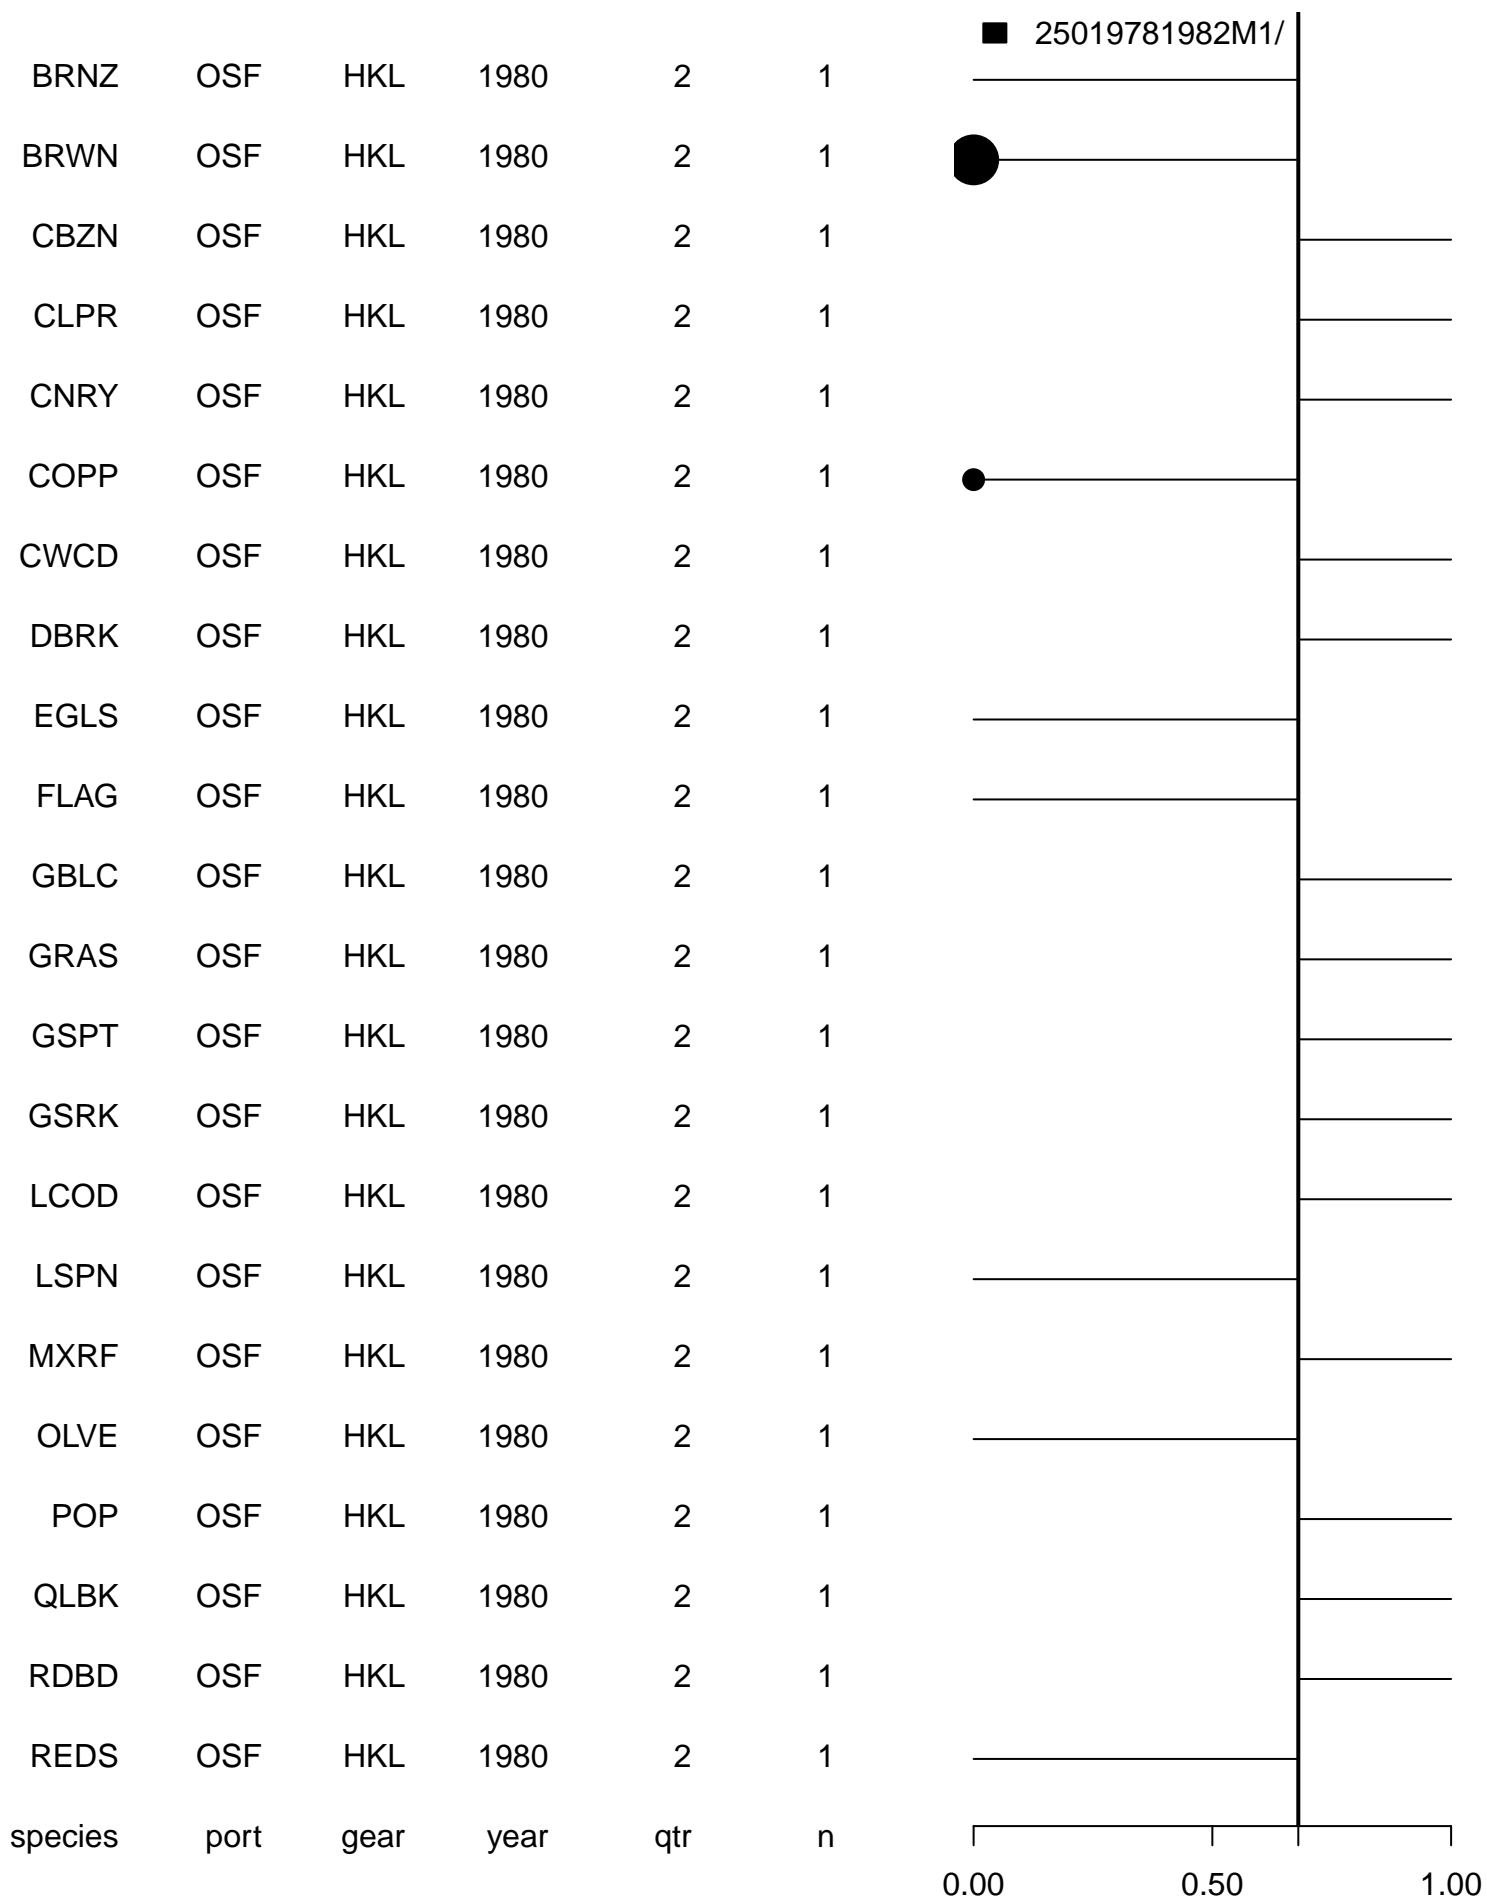 25019781982M1/
BRNZ OSF HKL 1980 2 1
BRWN OSF HKL 1980 2 1
CBZN OSF HKL 1980 2 1
CLPR OSF HKL 1980 2 1
CNRY OSF HKL 1980 2 1
COPP OSF HKL 1980 2 1
CWCD OSF HKL 1980 2 1
DBRK OSF HKL 1980 2 1
EGLS OSF HKL 1980 2 1
FLAG OSF HKL 1980 2 1
GBLC OSF HKL 1980 2 1
GRAS OSF HKL 1980 2 1
GSPT OSF HKL 1980 2 1
GSRK OSF HKL 1980 2 1
LCOD OSF HKL 1980 2 1
LSPN OSF HKL 1980 2 1
MXRF OSF HKL 1980 2 1
OLVE OSF HKL 1980 2 1
POP OSF HKL 1980 2 1
QLBK OSF HKL 1980 2 1
RDBD OSF HKL 1980 2 1
REDS OSF HKL 1980 2 1
species port gear year qtr n
0.00 0.50 1.00